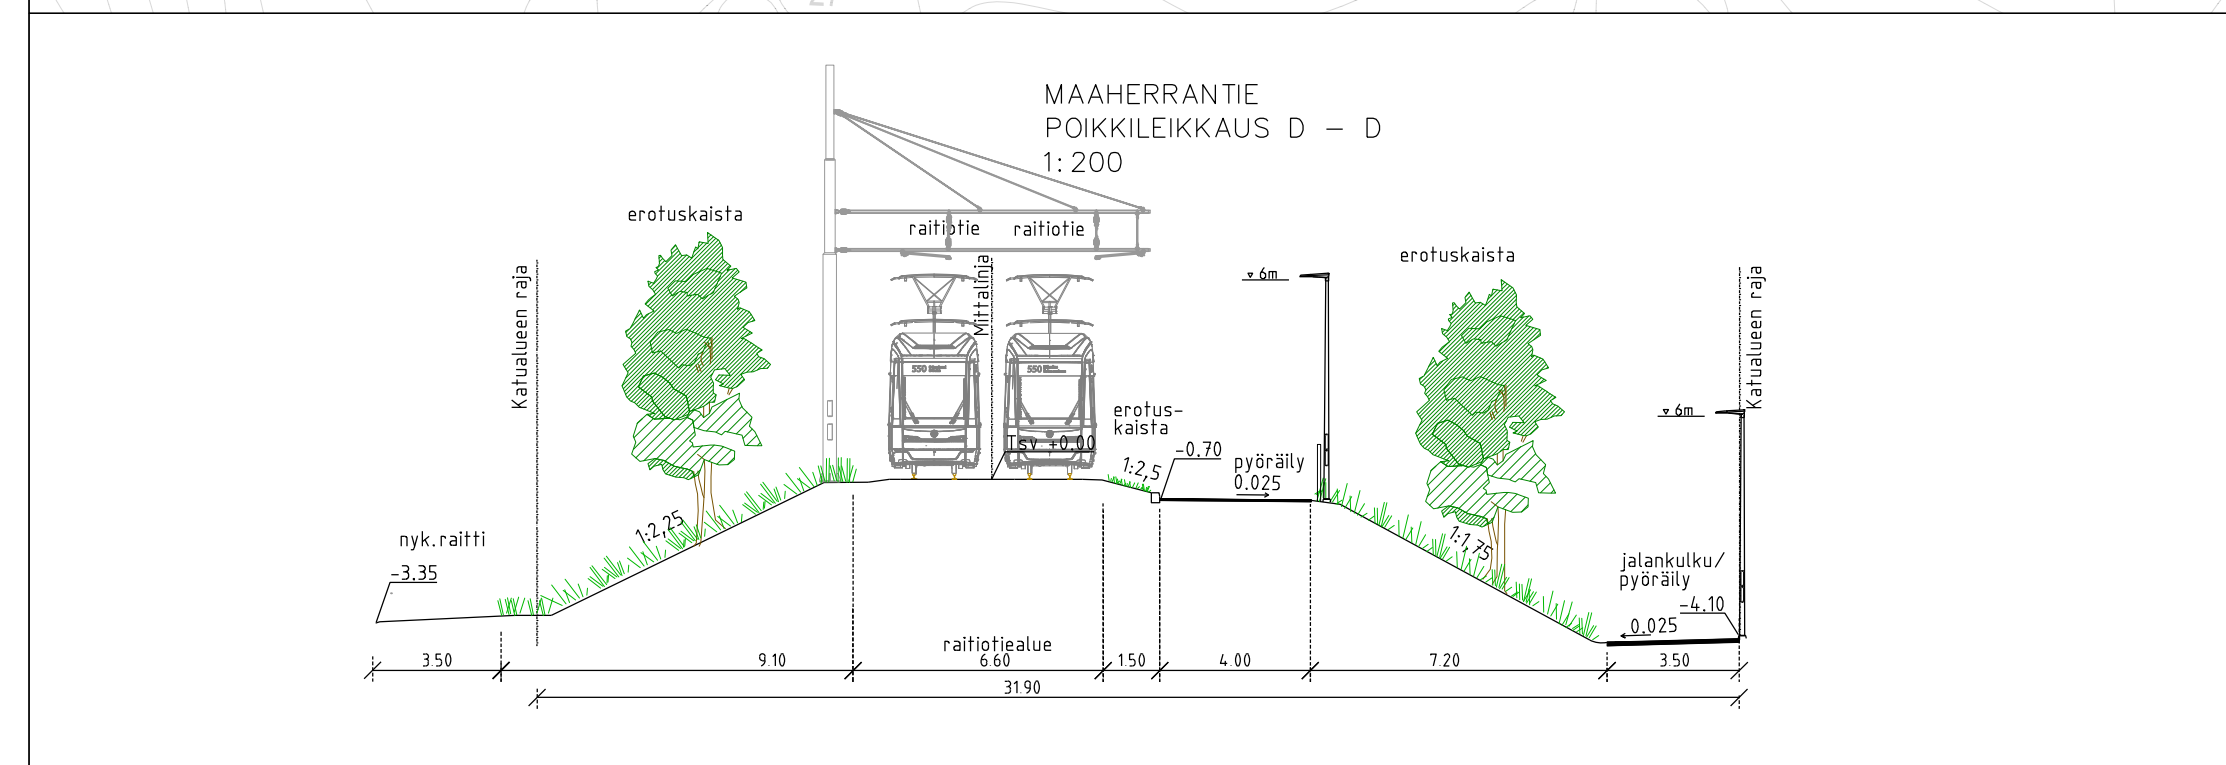 27
MAAHERRANTIE
POIKKILEIKKAUS D – D
1:200
erotuskaista
raitiotie
raitiotie
erotuskaista
Katualueen raja
Mittalinja
6m
Katualueen raja
550
550
6m
erotus-
kaista
Tsv +0.00
-0.70
1:2,5
pyöräily
0.025
1:2,25
1:1,75
nyk.raitti
-3.35
jalankulku/
pyöräily
-4.10
0.025
raitiotiealue
3.50
9.10
6.60
1.50
4.00
7.20
3.50
31.90